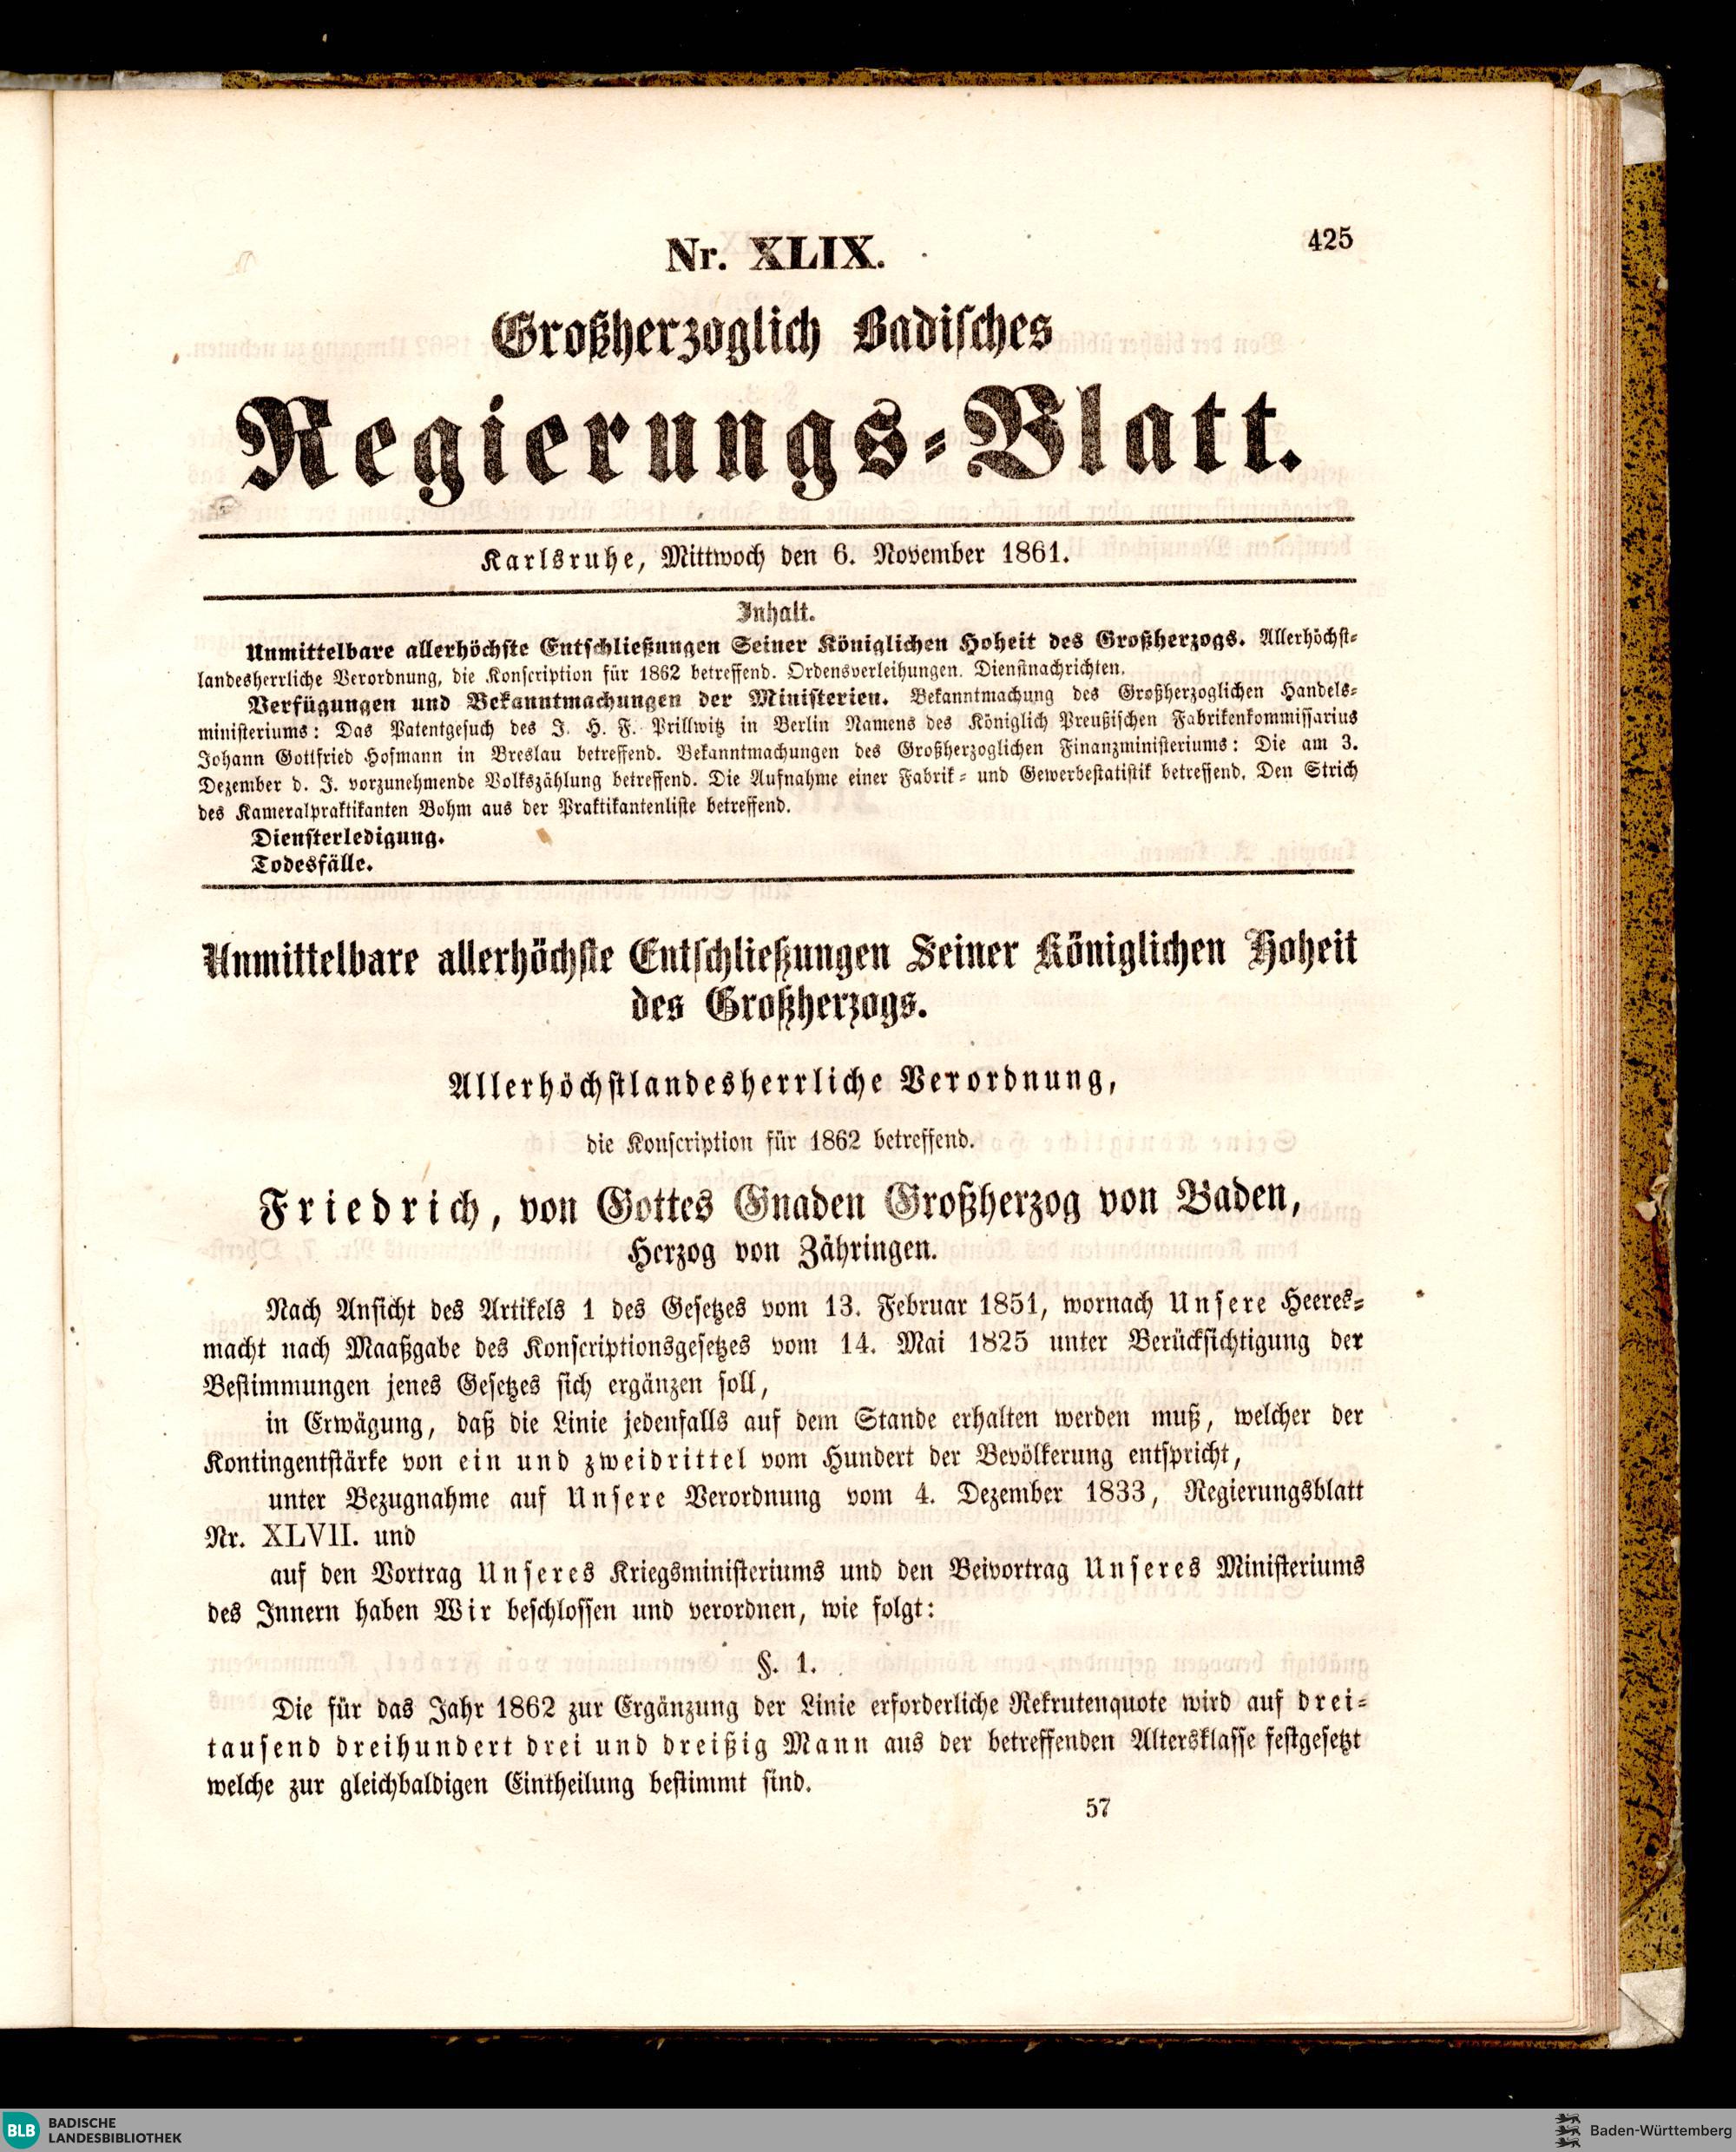 425
Nr. XLIX.
Großherzoglich Badisches
Regierungs-Blatt.
Karlsruhe, Mittwoch den 6. November 1861.
Inhalt.
Unmittelbare allerhöchste Entschließungen Seiner Königlichen Hoheit des Großherzogs. Allerhöchst-
landesherrliche Verordnung, die Konscription für 1862 betreffend. Ordensverleihungen. Dienstnachrichten.
Verfügungen und Bekanntmachungen der Ministerien. Bekanntmachung des Großherzoglichen Handels-
ministeriums: Das Patentgesuch des J. H. F. Prillwitz in Berlin Namens des Königlich Preußischen Fabrikenkommissarius
Johann Gottfried Hofmann in Breslau betreffend. Bekanntmachungen des Großherzoglichen Finanzministeriums: Die am 3.
Dezember d. J. vorzunehmende Volkszählung betreffend. Die Aufnahme einer Fabrik- und Gewerbestatistik betreffend. Den Strich
des Kameralpraktikanten Bohm aus der Praktikantenliste betreffend.
Diensterledigung.
Todesfälle.
Unmittelbare allerhöchste Entschließungen Seiner Königlichen Hoheit
des Großherzogs.
Allerhöchstlandesherrliche Verordnung,
die Konscription für 1862 betreffend.
Friedrich, von Gottes Gnaden Großherzog von Baden,
Herzog von Zähringen.
Nach Ansicht des Artikels 1 des Gesetzes vom 13. Februar 1851, wornach Unsere Heeres-
macht nach Maaßgabe des Konscriptionsgesetzes vom 14. Mai 1825 unter Berücksichtigung der
Bestimmungen jenes Gesetzes sich ergänzen soll,
in Erwägung, daß die Linie jedenfalls auf dem Stande erhalten werden muß, welcher der
Kontingentstärke von ein und zweidrittel vom Hundert der Bevölkerung entspricht,
unter Bezugnahme auf Unsere Verordnung vom 4. Dezember 1833, Regierungsblatt
Nr. XLVII. und
auf den Vortrag Unseres Kriegsministeriums und den Beivortrag Unseres Ministeriums
des Innern haben Wir beschlossen und verordnen, wie folgt:
§. 1.
Die für das Jahr 1862 zur Ergänzung der Linie erforderliche Rekrutenquote wird auf drei-
tausend dreihundert drei und dreißig Mann aus der betreffenden Altersklasse festgesetzt
welche zur gleichbaldigen Eintheilung bestimmt sind.
57
BLB BADISCHE
LANDESBIBLIOTHEK
Baden-Württemberg